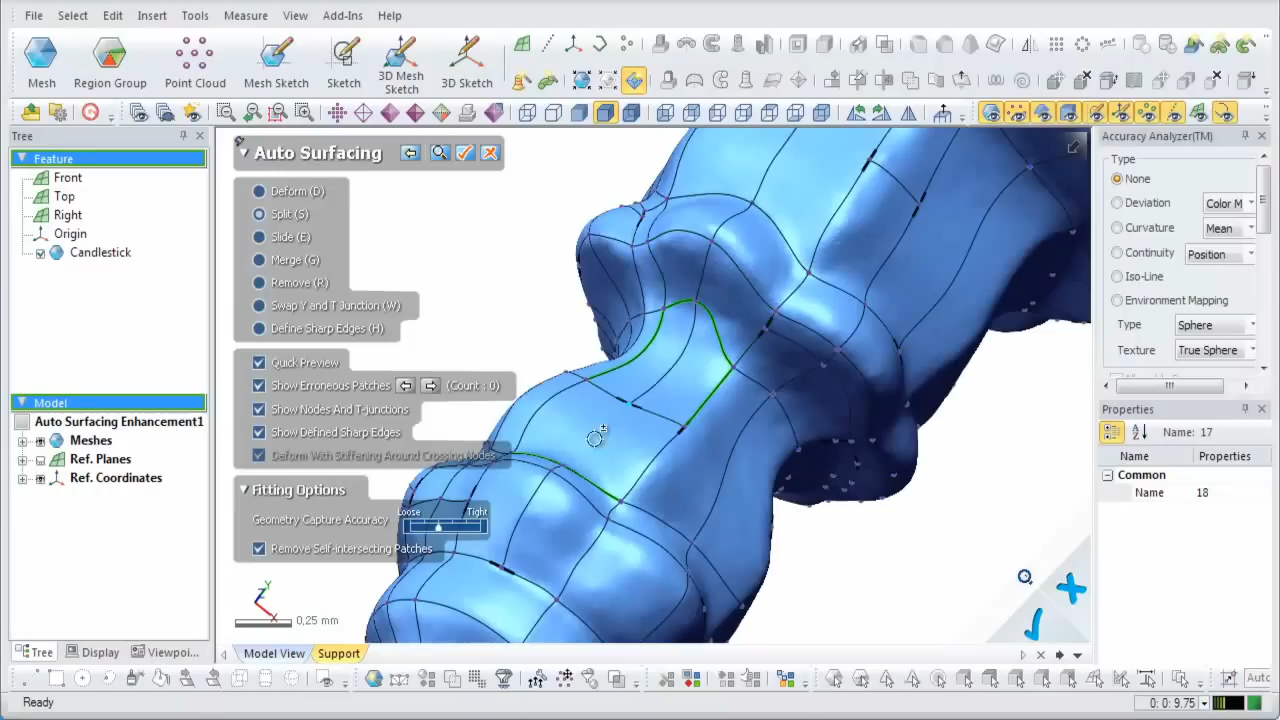 File Select Edit Insert Tools Measure View Add-Ins Help
Mesh Region Group Point Cloud Mesh Sketch Sketch 3D Mesh Sketch 3D Sketch
Tree
Feature
Front
Top
Right
Origin
Candlestick
Model
Auto Surfacing Enhancement1
Meshes
Ref. Planes
Ref. Coordinates
Tree Display Viewpoi...
Auto Surfacing
Deform (D)
Split (S)
Slide (E)
Merge (G)
Remove (R)
Swap Y and T Junction (W)
Define Sharp Edges (H)
Quick Preview
Show Erroneous Patches (Count : 0)
Show Nodes And T-junctions
Show Defined Sharp Edges
Deform With Stiffening Around Crossing Nodes
Fitting Options
Loose Tight
Geometry Capture Accuracy
Remove Self-intersecting Patches
Y
Z
X
0,25 mm
Model View Support
Accuracy Analyzer(TM)
Type
None
Deviation Color M
Curvature Mean
Continuity Position
Iso-Line
Environment Mapping
Type Sphere
Texture True Sphere
Properties
Name: 17
Name Properties
Common
Name 18
Auto
Ready
0: 0: 9.75